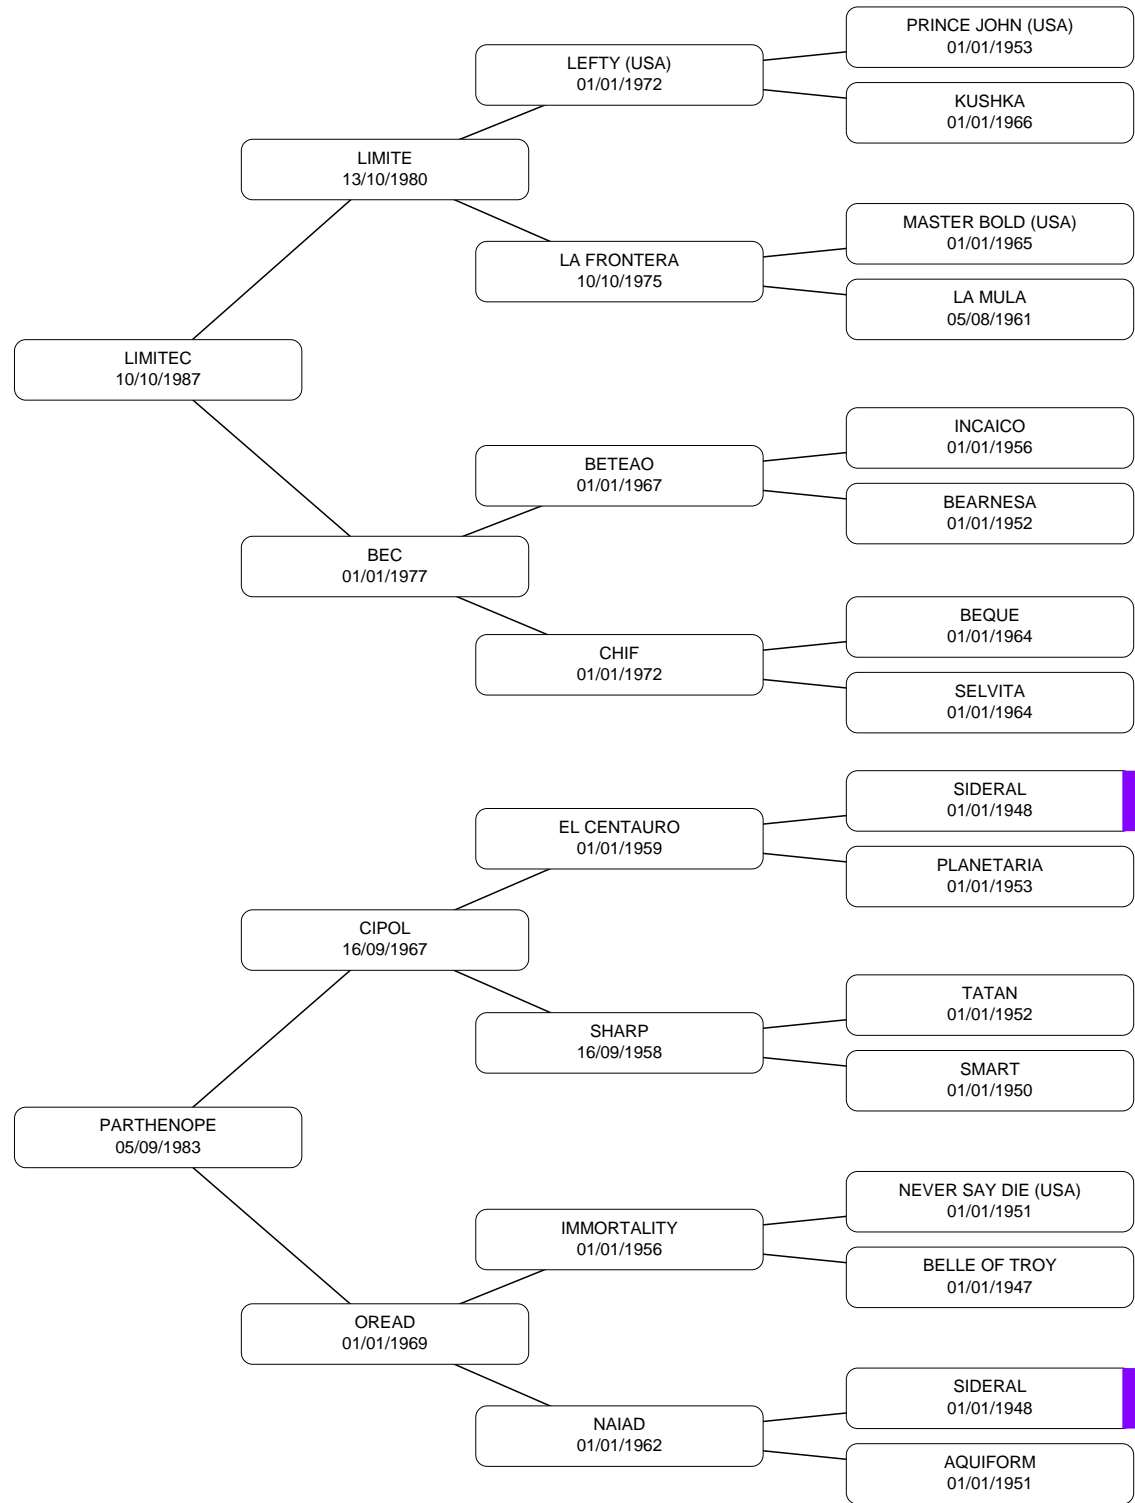 PRINCE JOHN (USA)
01/01/1953
LEFTY (USA)
01/01/1972
KUSHKA
01/01/1966
LIMITE
13/10/1980
MASTER BOLD (USA)
01/01/1965
LA FRONTERA
10/10/1975
LA MULA
05/08/1961
LIMITEC
10/10/1987
INCAICO
01/01/1956
BETEAO
01/01/1967
BEARNESA
01/01/1952
BEC
01/01/1977
BEQUE
01/01/1964
CHIF
01/01/1972
SELVITA
01/01/1964
SIDERAL
01/01/1948
EL CENTAURO
01/01/1959
PLANETARIA
01/01/1953
CIPOL
16/09/1967
TATAN
01/01/1952
SHARP
16/09/1958
SMART
01/01/1950
PARTHENOPE
05/09/1983
NEVER SAY DIE (USA)
01/01/1951
IMMORTALITY
01/01/1956
BELLE OF TROY
01/01/1947
OREAD
01/01/1969
SIDERAL
01/01/1948
NAIAD
01/01/1962
AQUIFORM
01/01/1951